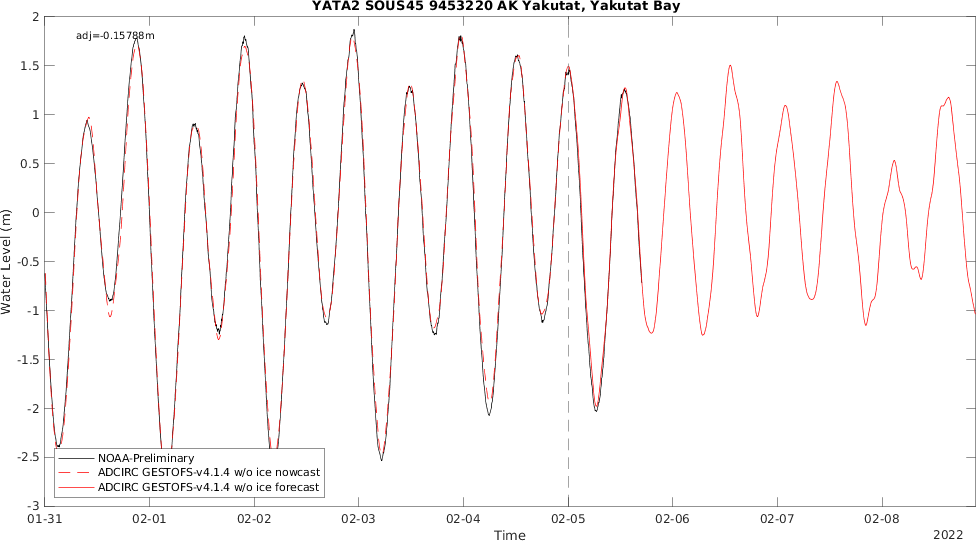 YATA2 SOUS45 9453220 AK Yakutat, Yakutat Bay
adj=-0.15788m
Water Level (m)
2
1.5
1
0.5
0
-0.5
-1
-1.5
-2
-2.5
-3
NOAA-Preliminary
ADCIRC GESTOFS-v4.1.4 w/o ice nowcast
ADCIRC GESTOFS-v4.1.4 w/o ice forecast
01-31 02-01 02-02 02-03 02-04 02-05 02-06 02-07 02-08
Time
2022